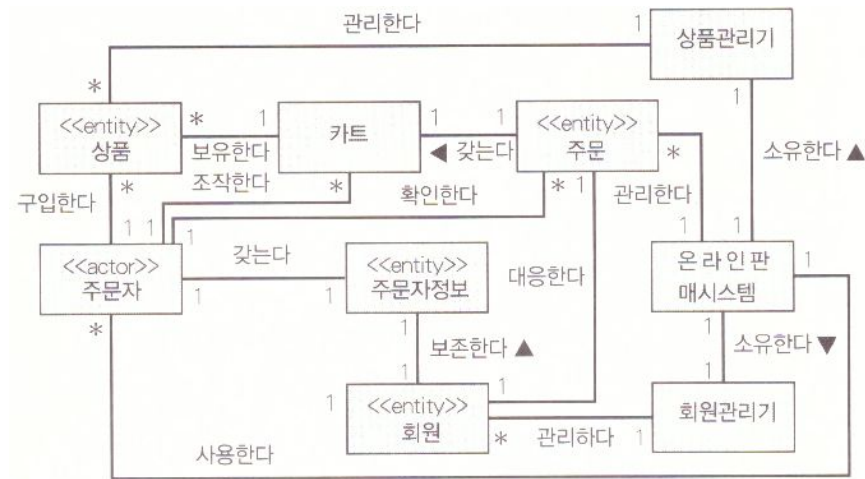 관리한다
1
상품관리기
*
1
<<entity>>
상품
*
1
카트
1
1
<<entity>>
주문
*
보유한다
◀ 갖는다
소유한다 ▲
조작한다
*
확인한다
*
1
관리한다
구입한다
*
1
1
1
1
1
<<actor>>
주문자
갖는다
1
1
<<entity>>
주문자정보
대응한다
온라인판
매시스템
1
*
1
보존한다 ▲
1
소유한다 ▼
1
1
1
1
<<entity>>
회원
*
관리하다
1
회원관리기
사용한다